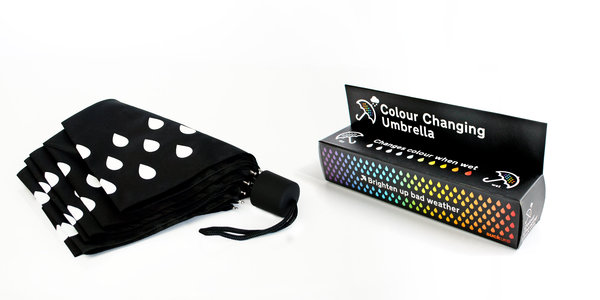 Colour Changing
Umbrella
Changes colour when wet
Brighten up bad weather
wet